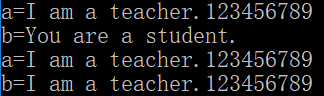 a=I am a teacher.123456789
b=You are a student.
a=I am a teacher.123456789
b=I am a teacher.123456789